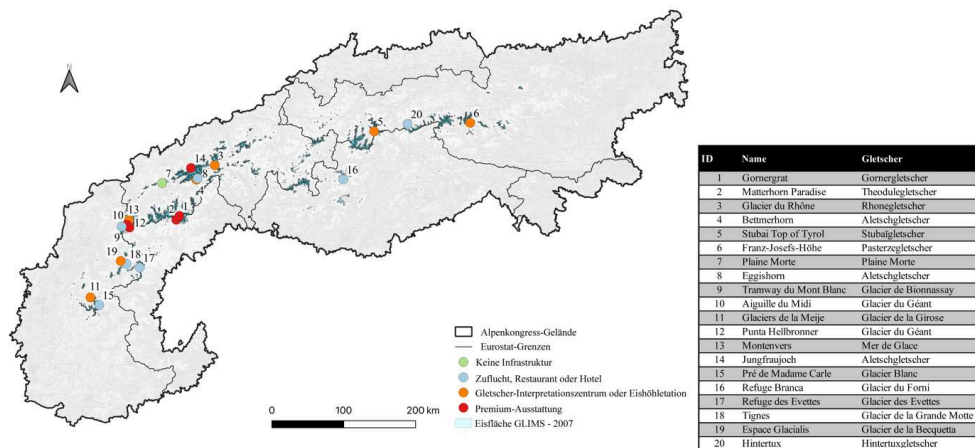 N
20
6
5
14
3
7
8
4
16
2
1
10
13
12
9
19
18
17
11
15
Alpenkongress-Gelände
Eurostat-Grenzen
Keine Infrastruktur
Zuflucht, Restaurant oder Hotel
Gletscher-Interpretationszentrum oder Eishöhletation
Premium-Ausstattung
Eisfläche GLIMS - 2007
0 100 200 km
ID Name Gletscher
1 Gornergrat Gornergletscher
2 Matterhorn Paradise Theodulegletscher
3 Glacier du Rhône Rhonegletscher
4 Bettmerhorn Aletschgletscher
5 Stubai Top of Tyrol Stubaïgletscher
6 Franz-Josefs-Höhe Pasterzegletscher
7 Plaine Morte Plaine Morte
8 Eggishorn Aletschgletscher
9 Tramway du Mont Blanc Glacier de Bionnassay
10 Aiguille du Midi Glacier du Géant
11 Glaciers de la Meije Glacier de la Girose
12 Punta Hellbronner Glacier du Géant
13 Montenvers Mer de Glace
14 Jungfraujoch Aletschgletscher
15 Pré de Madame Carle Glacier Blanc
16 Refuge Branca Glacier du Forni
17 Refuge des Evettes Glacier des Evettes
18 Tignes Glacier de la Grande Motte
19 Espace Glacialis Glacier de la Becquetta
20 Hintertux Hintertuxgletscher